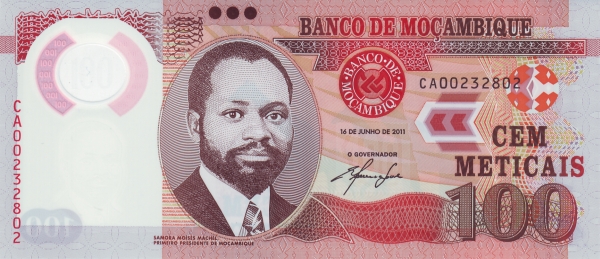 BANCO DE MOÇAMBIQUE
BANCO·DE
MOÇAMBIQUE
CA00232802
16 DE JUNHO DE 2011
O GOVERNADOR
CEM
METICAIS
100
CA00232802
100
SAMORA MOISÉS MACHEL,
PRIMEIRO PRESIDENTE DE MOÇAMBIQUE